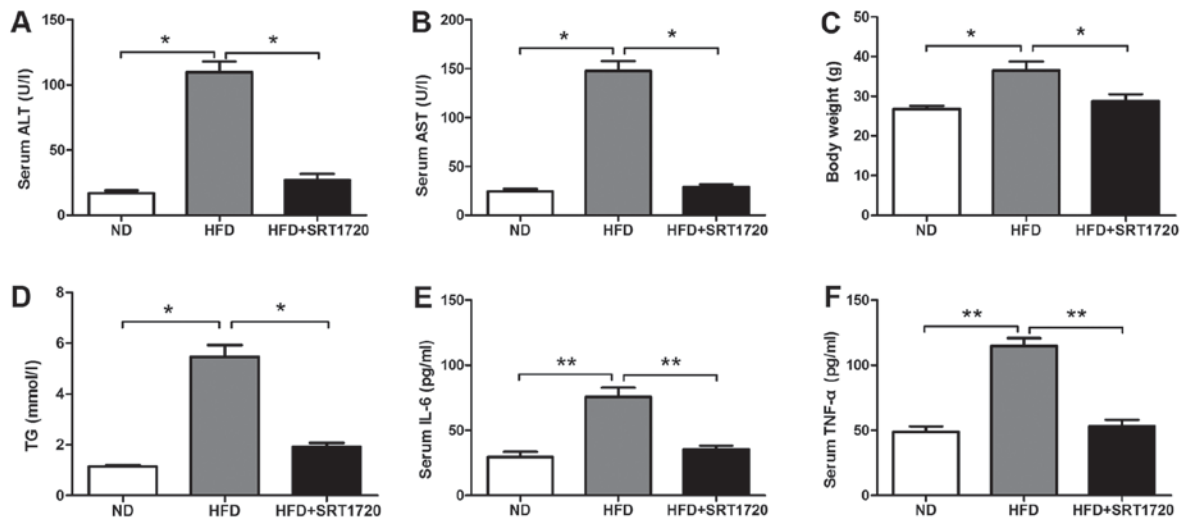 A
Serum ALT (U/l)
150
100
50
0
*
*
ND
HFD
HFD+SRT1720
B
Serum AST (U/l)
200
150
100
50
0
*
*
ND
HFD
HFD+SRT1720
C
Body weight (g)
50
40
30
20
10
0
*
*
ND
HFD
HFD+SRT1720
D
TG (mmol/l)
8
6
4
2
0
*
*
ND
HFD
HFD+SRT1720
E
Serum IL-6 (pg/ml)
150
100
50
0
**
**
ND
HFD
HFD+SRT1720
F
Serum TNF-α (pg/ml)
150
100
50
0
**
**
ND
HFD
HFD+SRT1720